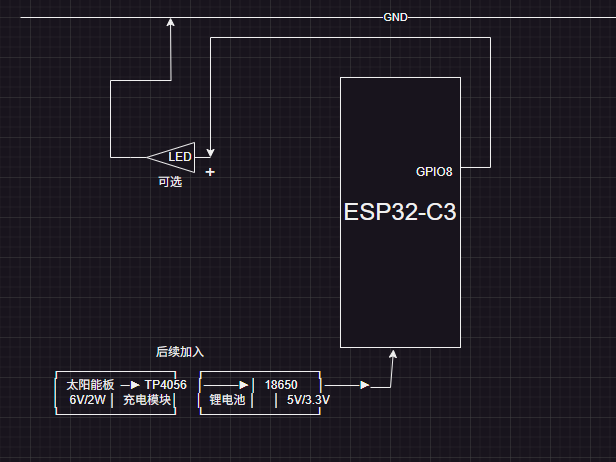 GND
LED
+
可选
GPIO8
ESP32-C3
后续加入
太阳能板 TP4056 18650
6V/2W 充电模块 锂电池 5V/3.3V